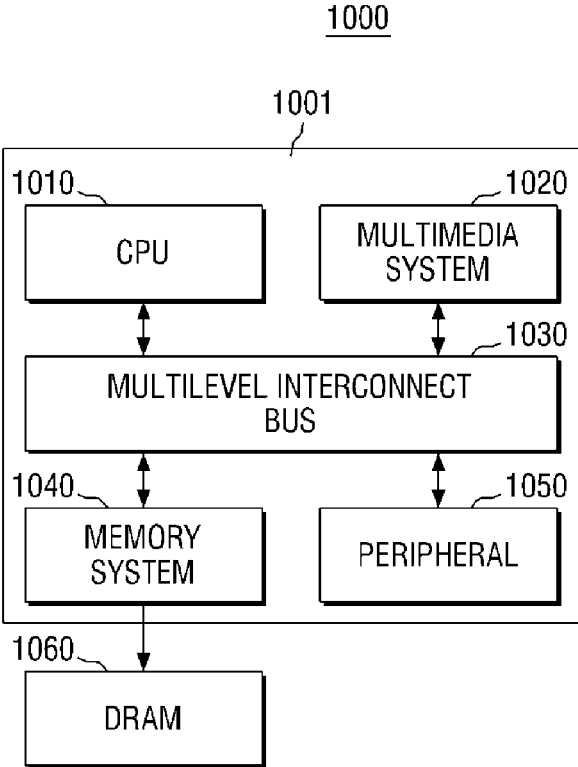 1000
1001
1010
1020
CPU
MULTIMEDIA
SYSTEM
1030
MULTILEVEL INTERCONNECT
BUS
1040
1050
MEMORY
SYSTEM
PERIPHERAL
1060
DRAM